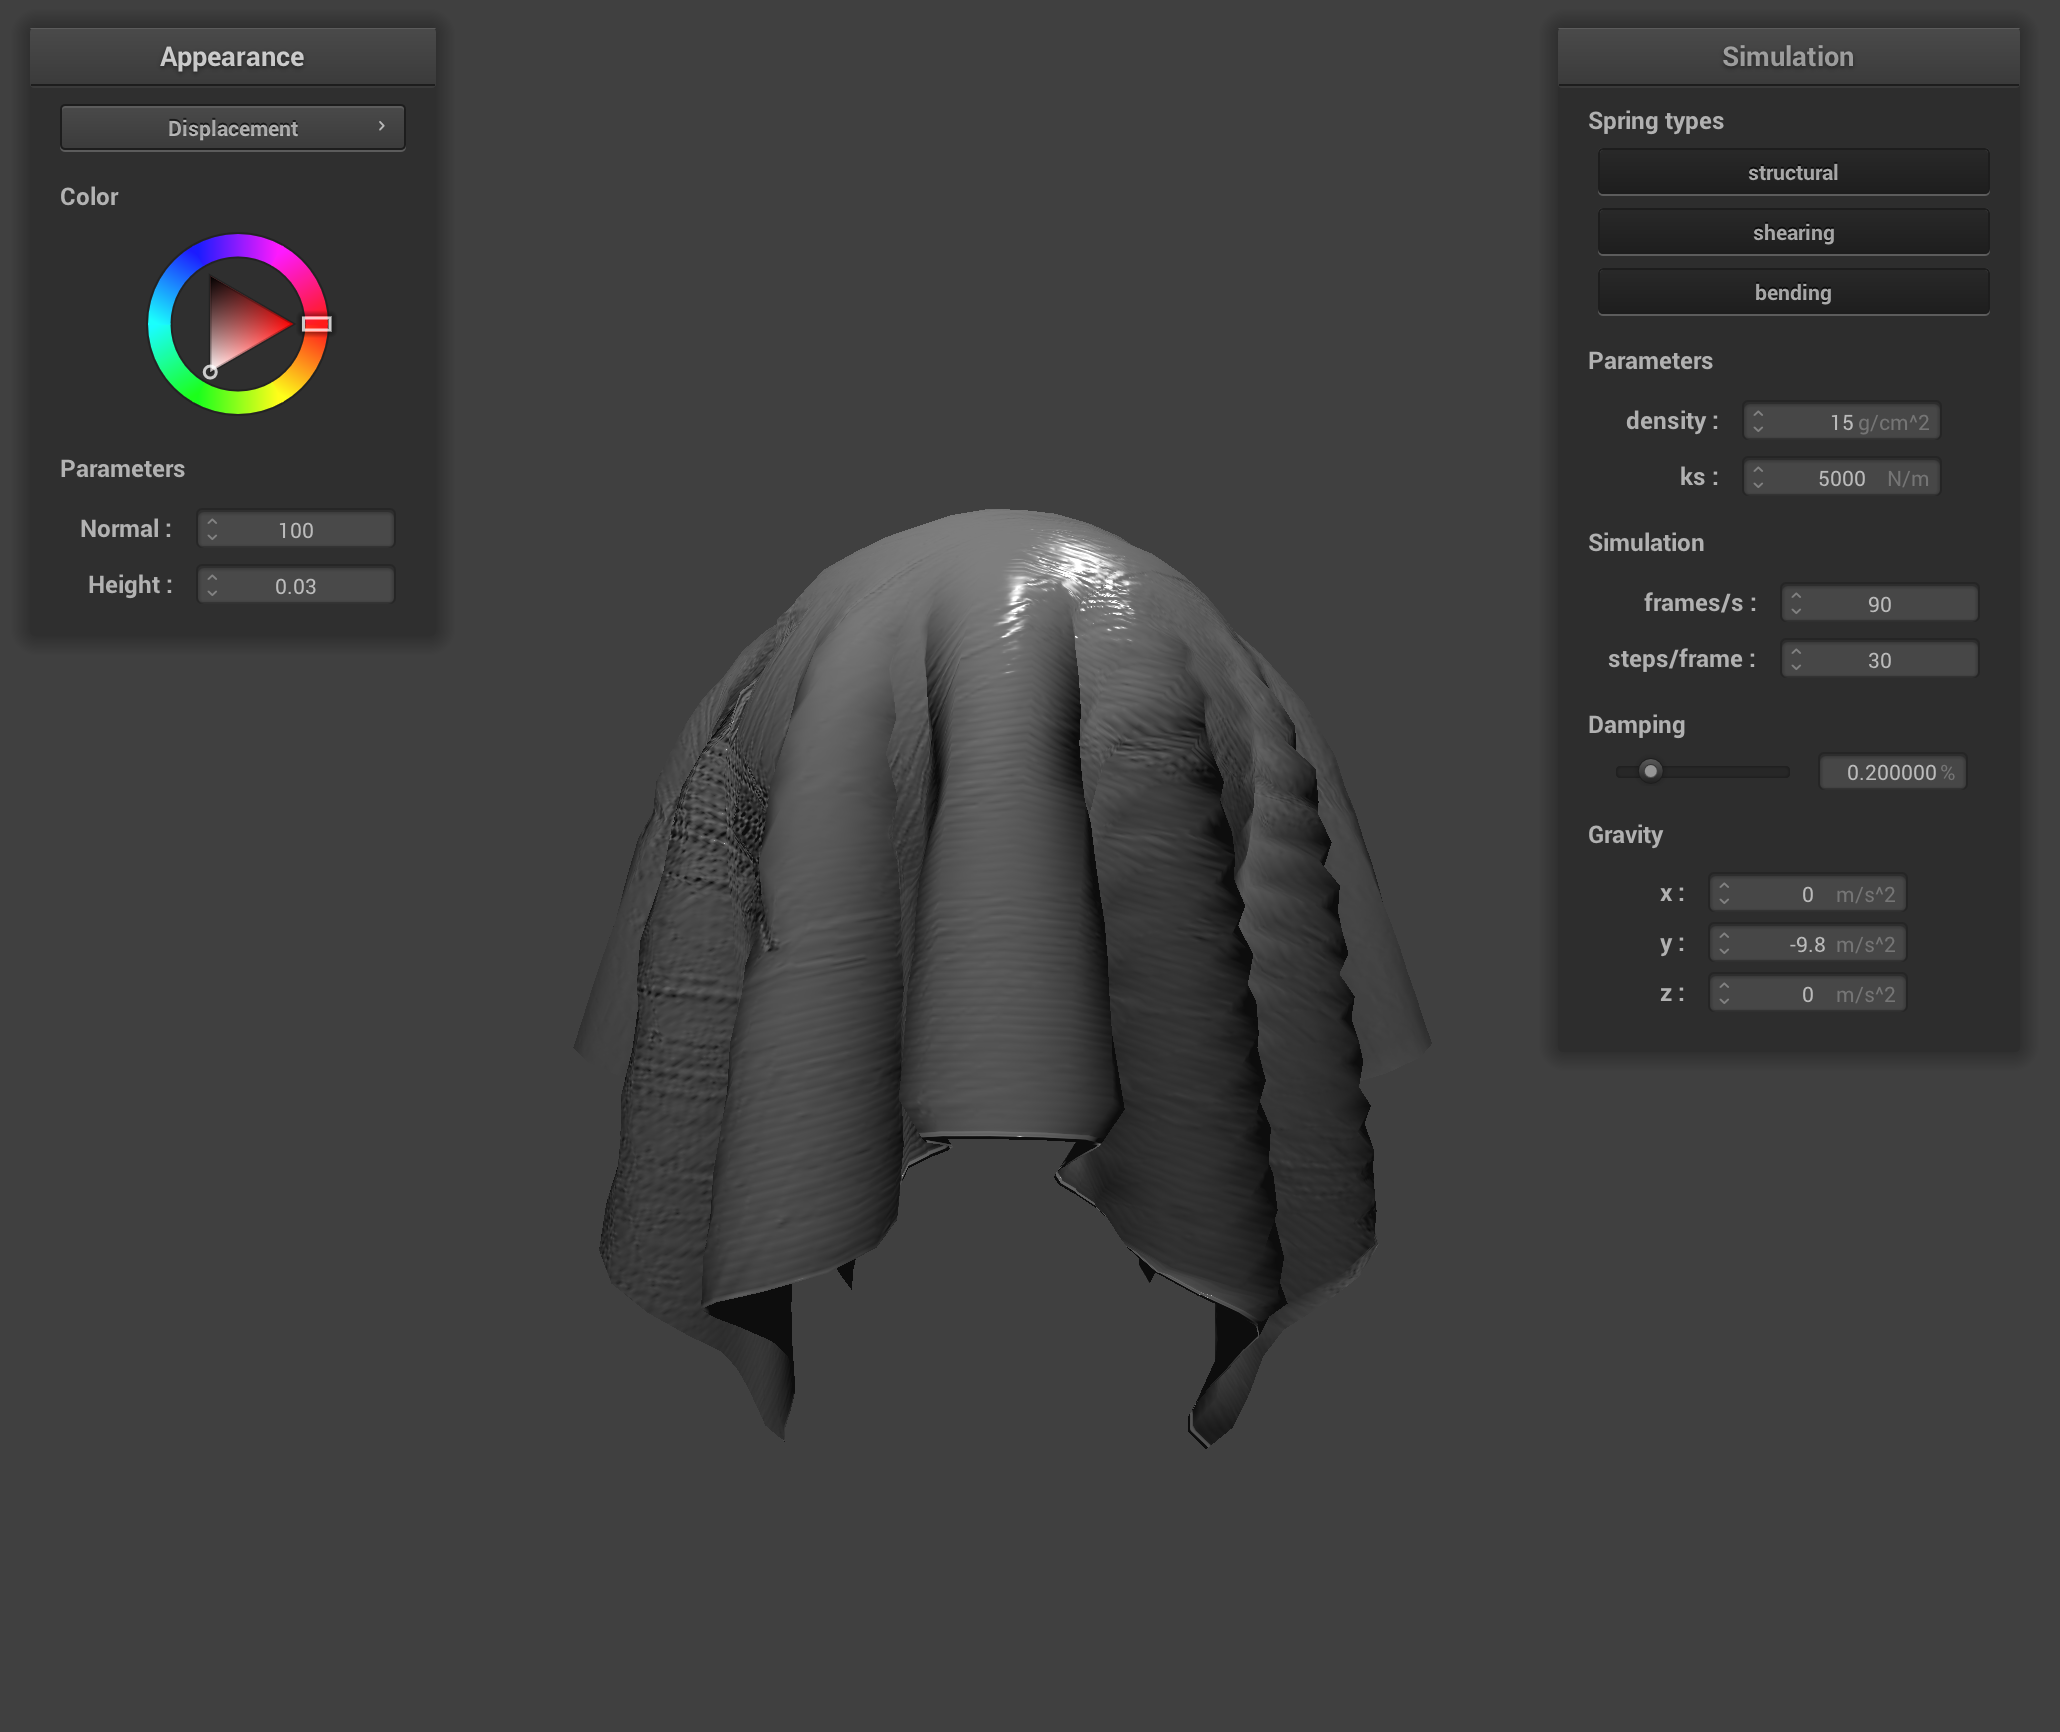 Appearance
Displacement
Color
Parameters
Normal : 100
Height : 0.03
Simulation
Spring types
structural
shearing
bending
Parameters
density : 15 g/cm^2
ks : 5000 N/m
Simulation
frames/s : 90
steps/frame : 30
Damping
0.200000 %
Gravity
x : 0 m/s^2
y : -9.8 m/s^2
z : 0 m/s^2